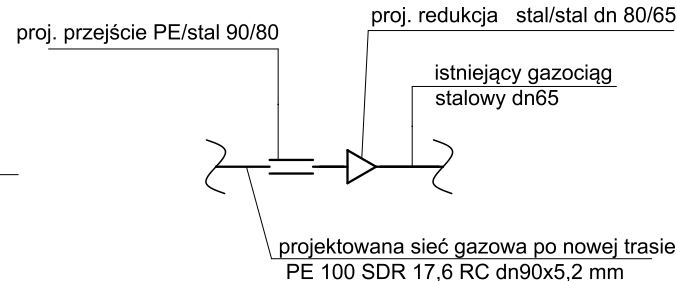 proj. przejście PE/stal 90/80
proj. redukcja stal/stal dn 80/65
istniejący gazociąg
stalowy dn65
projektowana sieć gazowa po nowej trasie
PE 100 SDR 17,6 RC dn90x5,2 mm